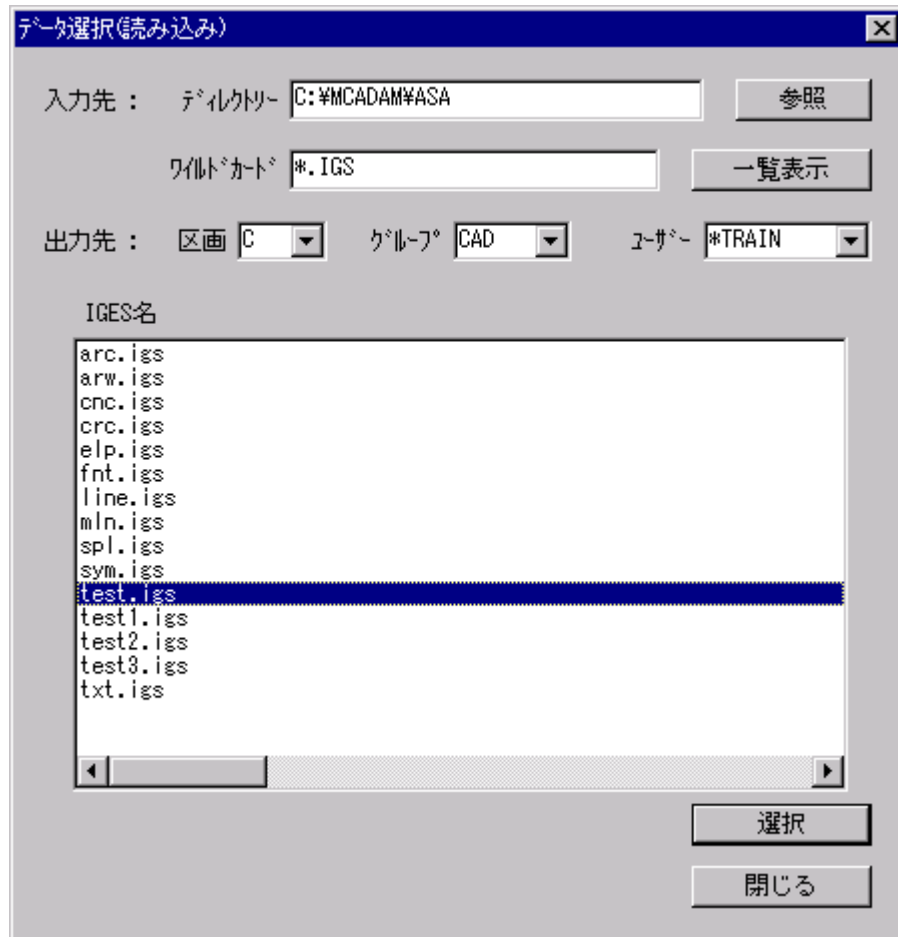 ﾃﾞｰﾀ選択(読み込み)
入力先： ﾃﾞｨﾚｸﾄﾘｰ C:¥MCADAM¥ASA 参照
ﾜｲﾙﾄﾞｶｰﾄﾞ *.IGS 一覧表示
出力先： 区画 C ｸﾞﾙｰﾌﾟ CAD ﾕｰｻﾞｰ *TRAIN
IGES名
arc.igs
arw.igs
cnc.igs
crc.igs
elp.igs
fnt.igs
line.igs
mln.igs
spl.igs
sym.igs
test.igs
test1.igs
test2.igs
test3.igs
txt.igs
選択
閉じる